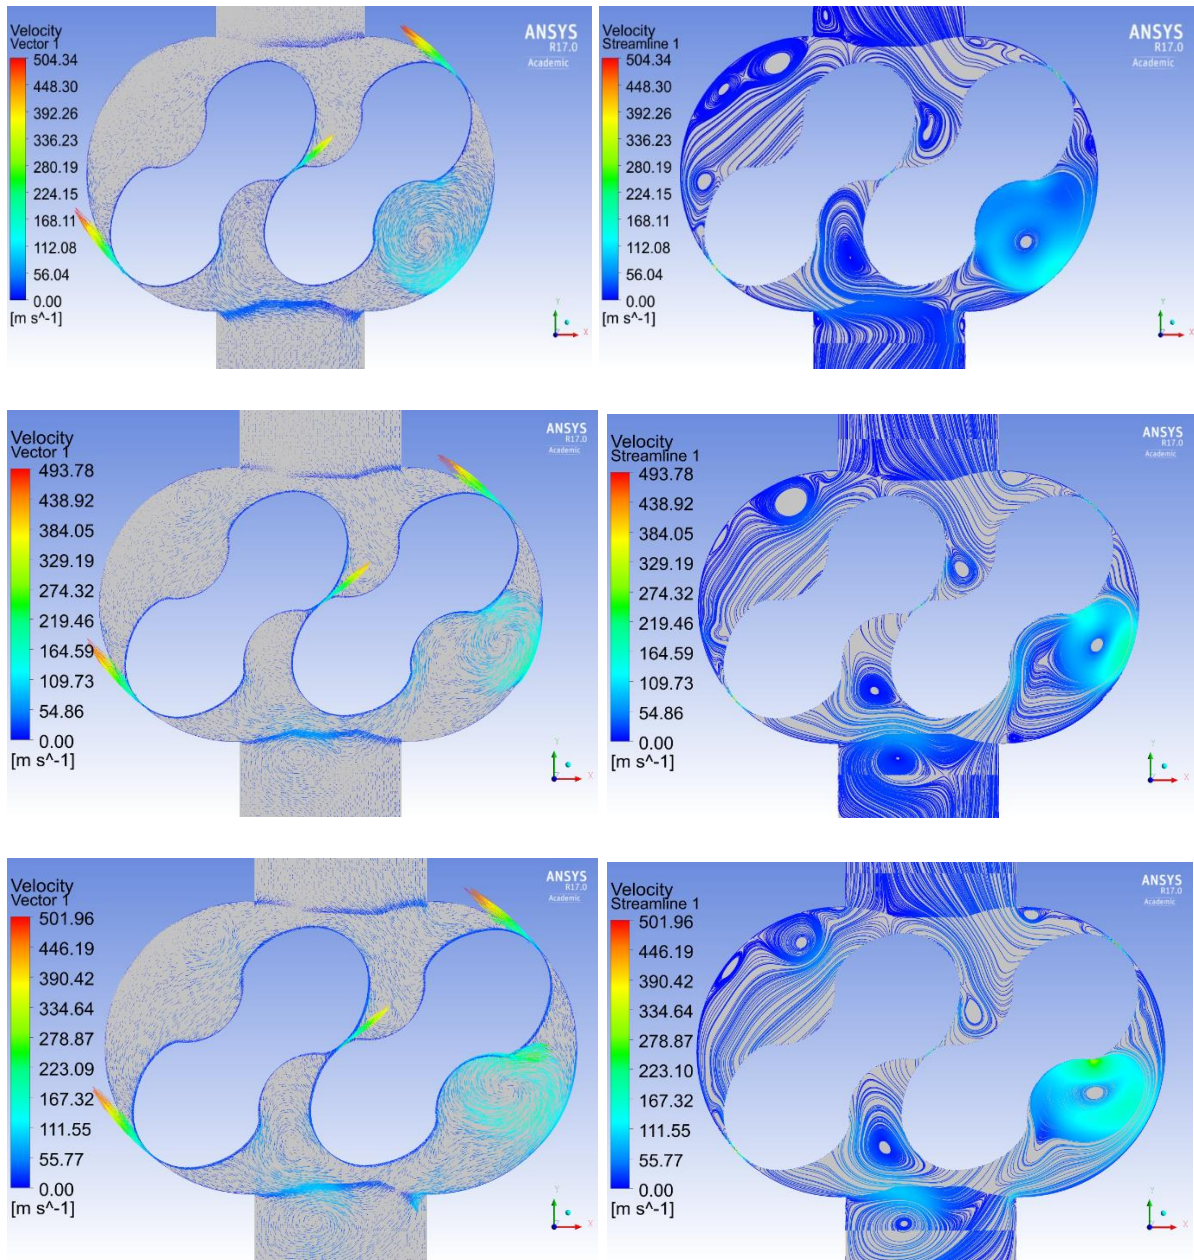 Velocity
Vector 1
504.34
448.30
392.26
336.23
280.19
224.15
168.11
112.08
56.04
0.00
[m s^-1]
ANSYS
R17.0
Academic
Y
X
Velocity
Streamline 1
504.34
448.30
392.26
336.23
280.19
224.15
168.11
112.08
56.04
0.00
[m s^-1]
ANSYS
R17.0
Academic
Y
X
Velocity
Vector 1
493.78
438.92
384.05
329.19
274.32
219.46
164.59
109.73
54.86
0.00
[m s^-1]
ANSYS
R17.0
Academic
Y
X
Velocity
Streamline 1
493.78
438.92
384.05
329.19
274.32
219.46
164.59
109.73
54.86
0.00
[m s^-1]
ANSYS
R17.0
Academic
Y
X
Velocity
Vector 1
501.96
446.19
390.42
334.64
278.87
223.09
167.32
111.55
55.77
0.00
[m s^-1]
ANSYS
R17.0
Academic
Y
X
Velocity
Streamline 1
501.96
446.19
390.42
334.64
278.87
223.10
167.32
111.55
55.77
0.00
[m s^-1]
ANSYS
R17.0
Academic
Y
X